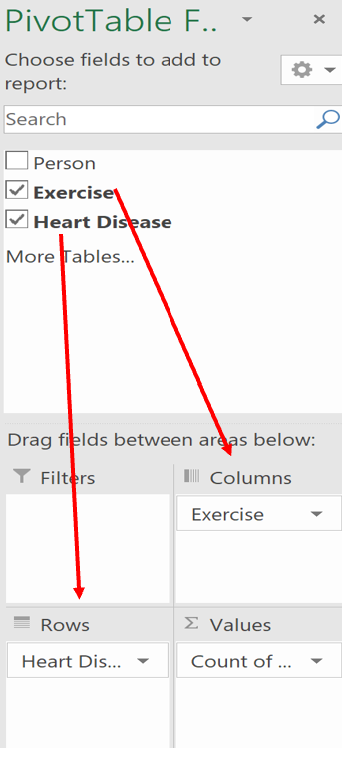 PivotTable F..
Choose fields to add to
report:
Search
Person
Exercise
Heart Disease
More Tables...
Drag fields between areas below:
Filters
Columns
Exercise
Rows
Values
Heart Dis...
Count of ...